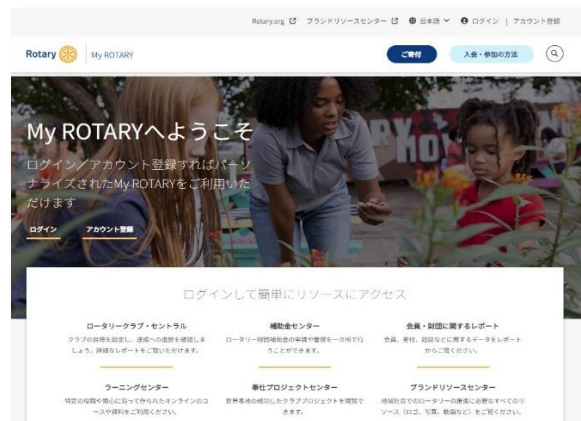 Rotary.org ブランドリソースセンター 日本語 ログイン | アカウント登録
Rotary My ROTARY ご寄付 入会・参加の方法
My ROTARYへようこそ
ログイン／アカウント登録すればパーソ
ナライズされたMy ROTARYをご利用いた
だけます
ログイン アカウント登録
ログインして簡単にリソースにアクセス
ロータリークラブ・セントラル
クラブの目標を設定し、達成への進捗を確認しま
しょう。詳細なレポートをご覧いただけます。
補助金センター
ロータリー財団補助金の申請や管理を一カ所で行
うことができます。
会員・財団に関するレポート
会員、寄付、認証などに関するデータをレポート
からご覧ください。
ラーニングセンター
特定の役職や関心に沿って作られたオンラインのコ
ースや資料をご利用ください。
奉仕プロジェクトセンター
世界各地の成功したクラブプロジェクトを閲覧で
きます。
ブランドリソースセンター
地域社会でのロータリーの推進に必要なすべてのリ
ソース（ロゴ、写真、動画など）をご覧ください。